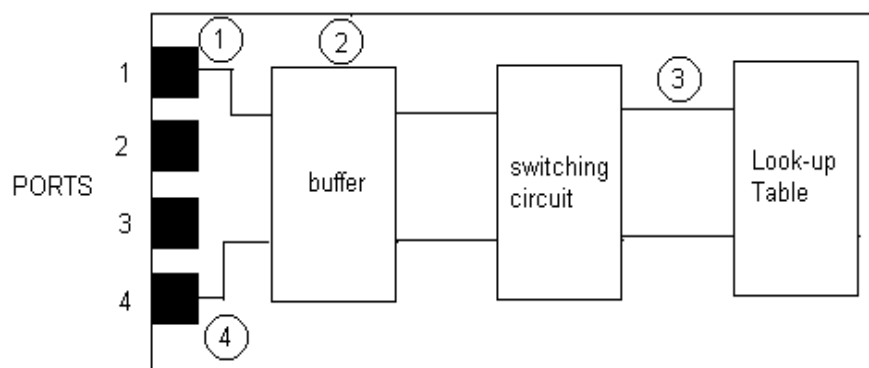 1
2
3
1
2
PORTS
3
4
4
buffer
switching
circuit
Look-up
Table